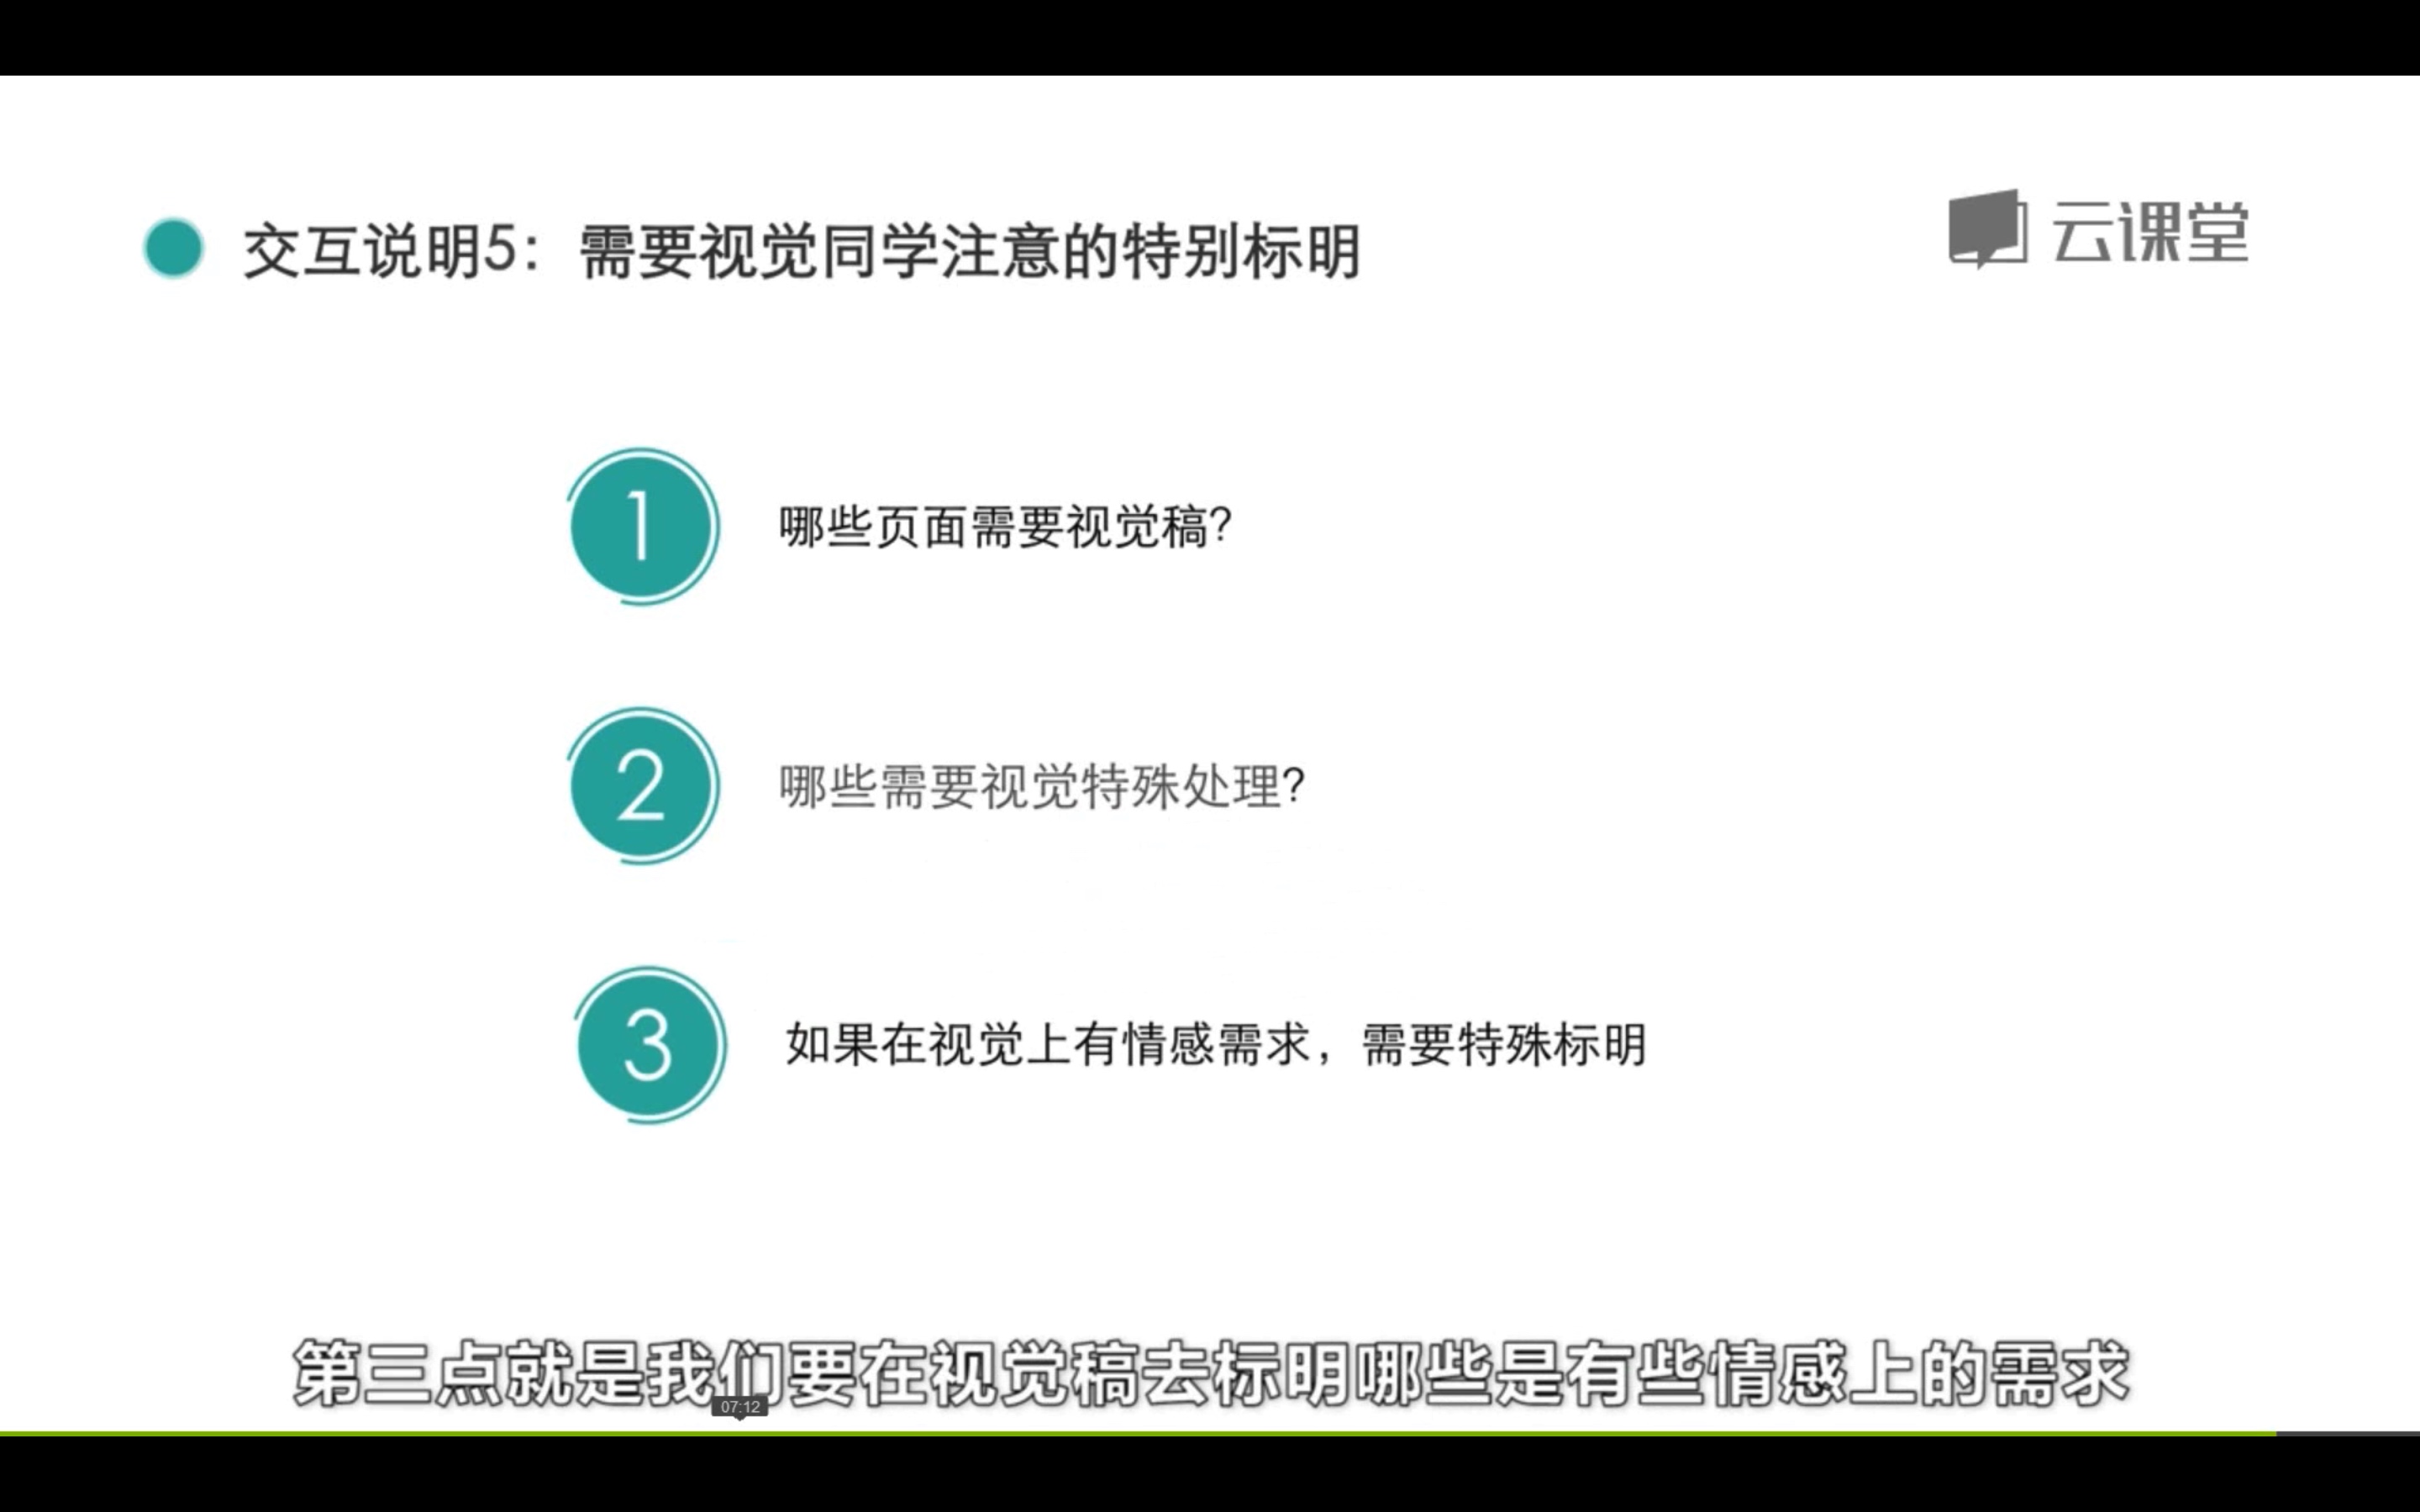 交互说明5：需要视觉同学注意的特别标明
云课堂
1
哪些页面需要视觉稿？
2
哪些需要视觉特殊处理？
3
如果在视觉上有情感需求，需要特殊标明
第三点就是我们要在视觉稿去标明哪些是有些情感上的需求
07:12